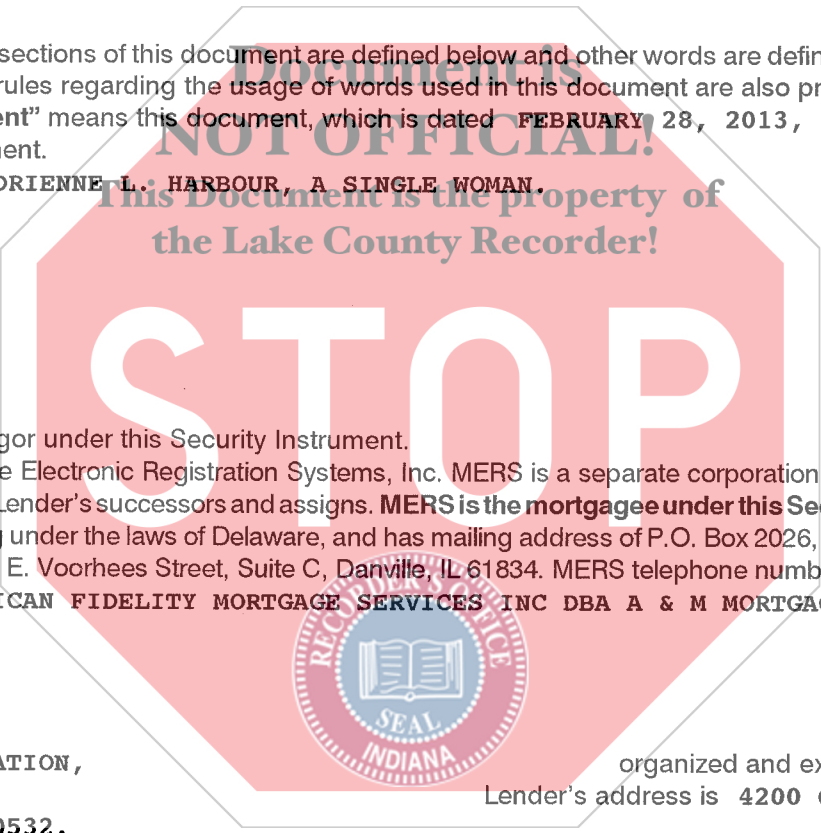 sections of this document are defined below and other words are defin
Document is
rules regarding the usage of words used in this document are also pr
ent" means this document, which is dated FEBRUARY 28, 2013,
NOT OFFICIAL!
ent.
DRIENNE L. HARBOUR, A SINGLE WOMAN.
This Document is the property of
the Lake County Recorder!
STOP
gor under this Security Instrument.
e Electronic Registration Systems, Inc. MERS is a separate corporation
Lender's successors and assigns. MERS is the mortgagee under this Se
g under the laws of Delaware, and has mailing address of P.O. Box 2026,
E. Voorhees Street, Suite C, Danville, IL 61834. MERS telephone numb
ICAN FIDELITY MORTGAGE SERVICES INC DBA A & M MORTGA
RECORDER'S OFFICE
SEAL
INDIANA
ATION,
organized and ex
Lender's address is 4200
0532.